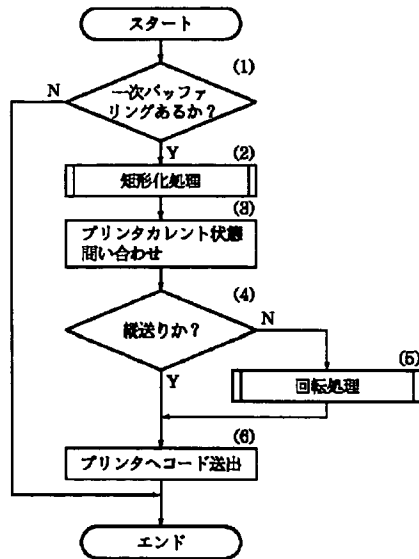 スタート
(1)
N
一次バッファ
リングあるか？
Y
(2)
矩形化処理
(3)
プリンタカレント状態
問い合わせ
(4)
縦送りか？
N
Y
(5)
回転処理
(6)
プリンタへコード送出
エンド